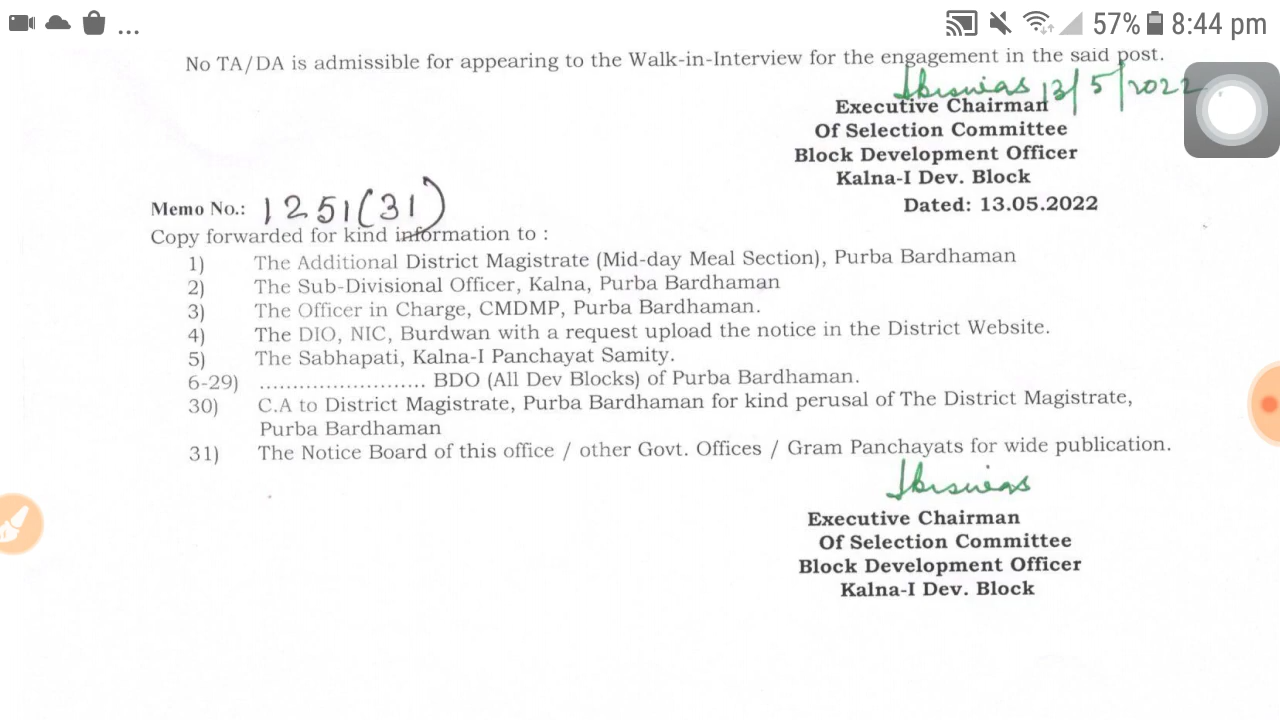 ... 57% 8:44 pm
No TA/DA is admissible for appearing to the Walk-in-Interview for the engagement in the said post.
13/5/2022
Executive Chairman
Of Selection Committee
Block Development Officer
Kalna-I Dev. Block
Memo No.: 1251(31)
Dated: 13.05.2022
Copy forwarded for kind information to :
1) The Additional District Magistrate (Mid-day Meal Section), Purba Bardhaman
2) The Sub-Divisional Officer, Kalna, Purba Bardhaman
3) The Officer in Charge, CMDMP, Purba Bardhaman.
4) The DIO, NIC, Burdwan with a request upload the notice in the District Website.
5) The Sabhapati, Kalna-I Panchayat Samity.
6-29) ......................... BDO (All Dev Blocks) of Purba Bardhaman.
30) C.A to District Magistrate, Purba Bardhaman for kind perusal of The District Magistrate,
Purba Bardhaman
31) The Notice Board of this office / other Govt. Offices / Gram Panchayats for wide publication.
Executive Chairman
Of Selection Committee
Block Development Officer
Kalna-I Dev. Block